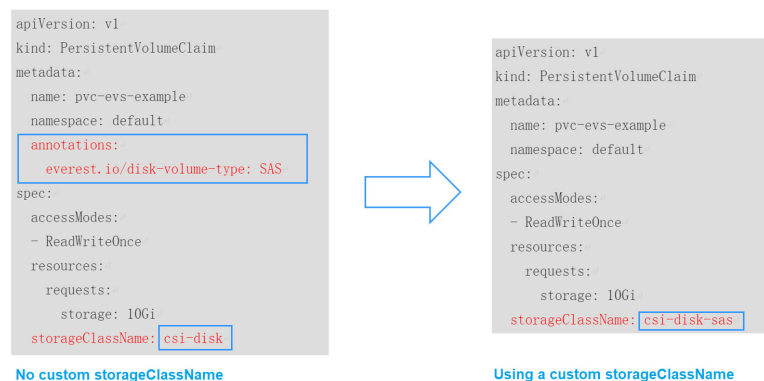 apiVersion: v1
kind: PersistentVolumeClaim
metadata:
  name: pvc-evs-example
  namespace: default
  annotations:
    everest.io/disk-volume-type: SAS
spec:
  accessModes:
  - ReadWriteOnce
  resources:
    requests:
      storage: 10Gi
  storageClassName: csi-disk
No custom storageClassName
apiVersion: v1
kind: PersistentVolumeClaim
metadata:
  name: pvc-evs-example
  namespace: default
spec:
  accessModes:
  - ReadWriteOnce
  resources:
    requests:
      storage: 10Gi
  storageClassName: csi-disk-sas
Using a custom storageClassName